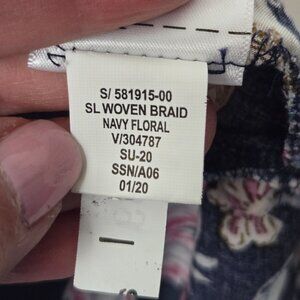 S/ 581915-00
SL WOVEN BRAID
NAVY FLORAL
V/304787
SU-20
SSN/A06
01/20